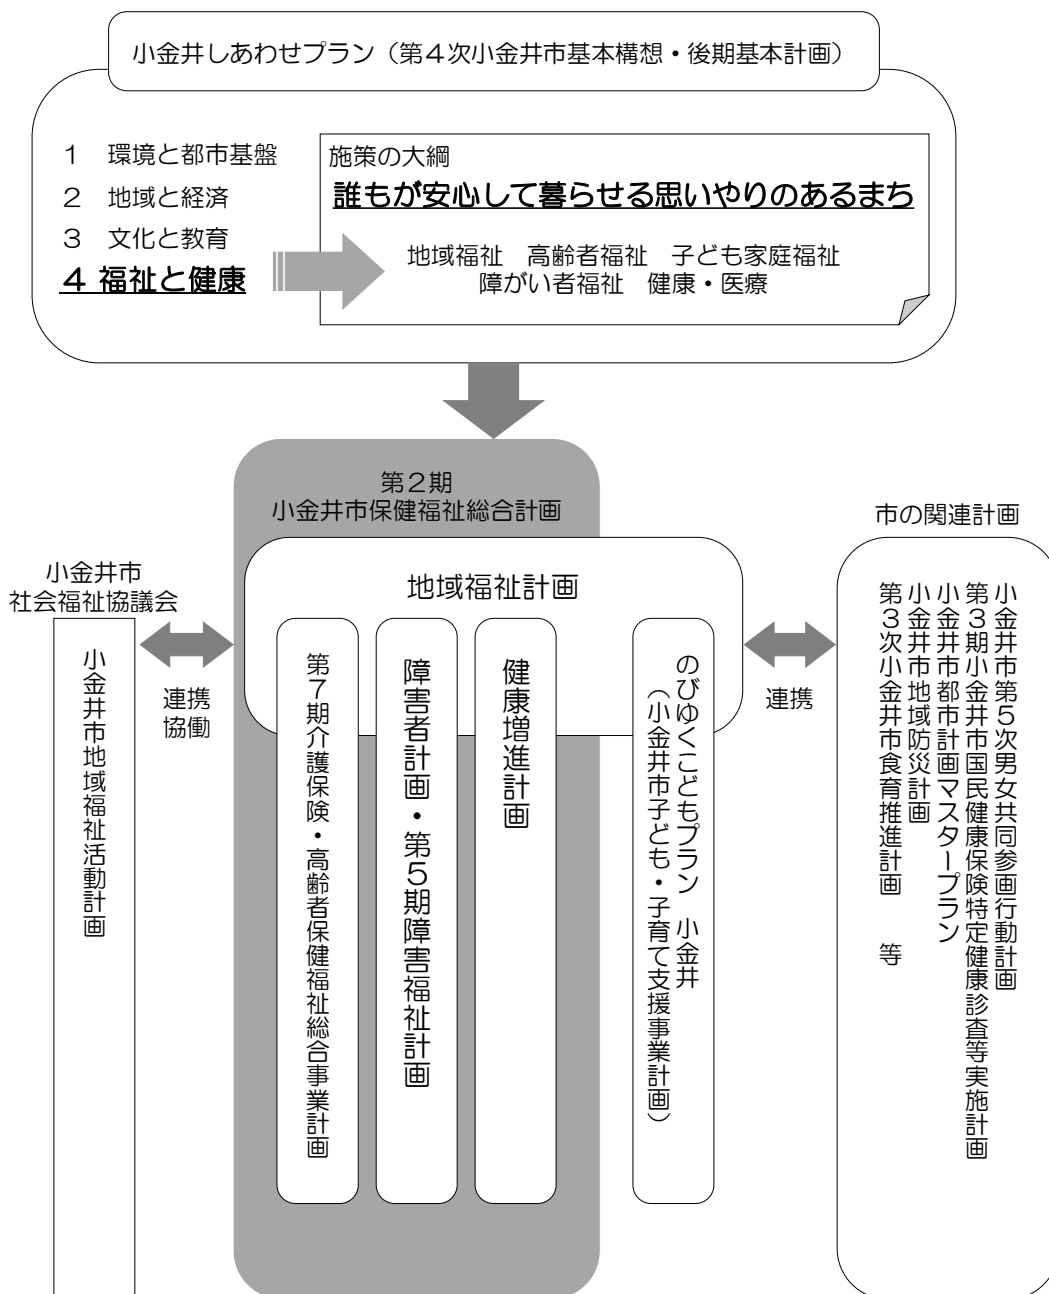 小金井しあわせプラン（第４次小金井市基本構想・後期基本計画）
１　環境と都市基盤
２　地域と経済
３　文化と教育
４ 福祉と健康
施策の大綱
誰もが安心して暮らせる思いやりのあるまち
地域福祉　高齢者福祉　子ども家庭福祉
障がい者福祉　健康・医療
第２期
小金井市保健福祉総合計画
小金井市
社会福祉協議会
小金井市地域福祉活動計画
連携
協働
地域福祉計画
第７期介護保険・高齢者保健福祉総合事業計画
障害者計画・第５期障害福祉計画
健康増進計画
のびゆくこどもプラン　小金井
（小金井市子ども・子育て支援事業計画）
連携
市の関連計画
小金井市第５次男女共同参画行動計画
第３期小金井市国民健康保険特定健康診査等実施計画
小金井市都市計画マスタープラン
小金井市地域防災計画
第３次小金井市食育推進計画　等